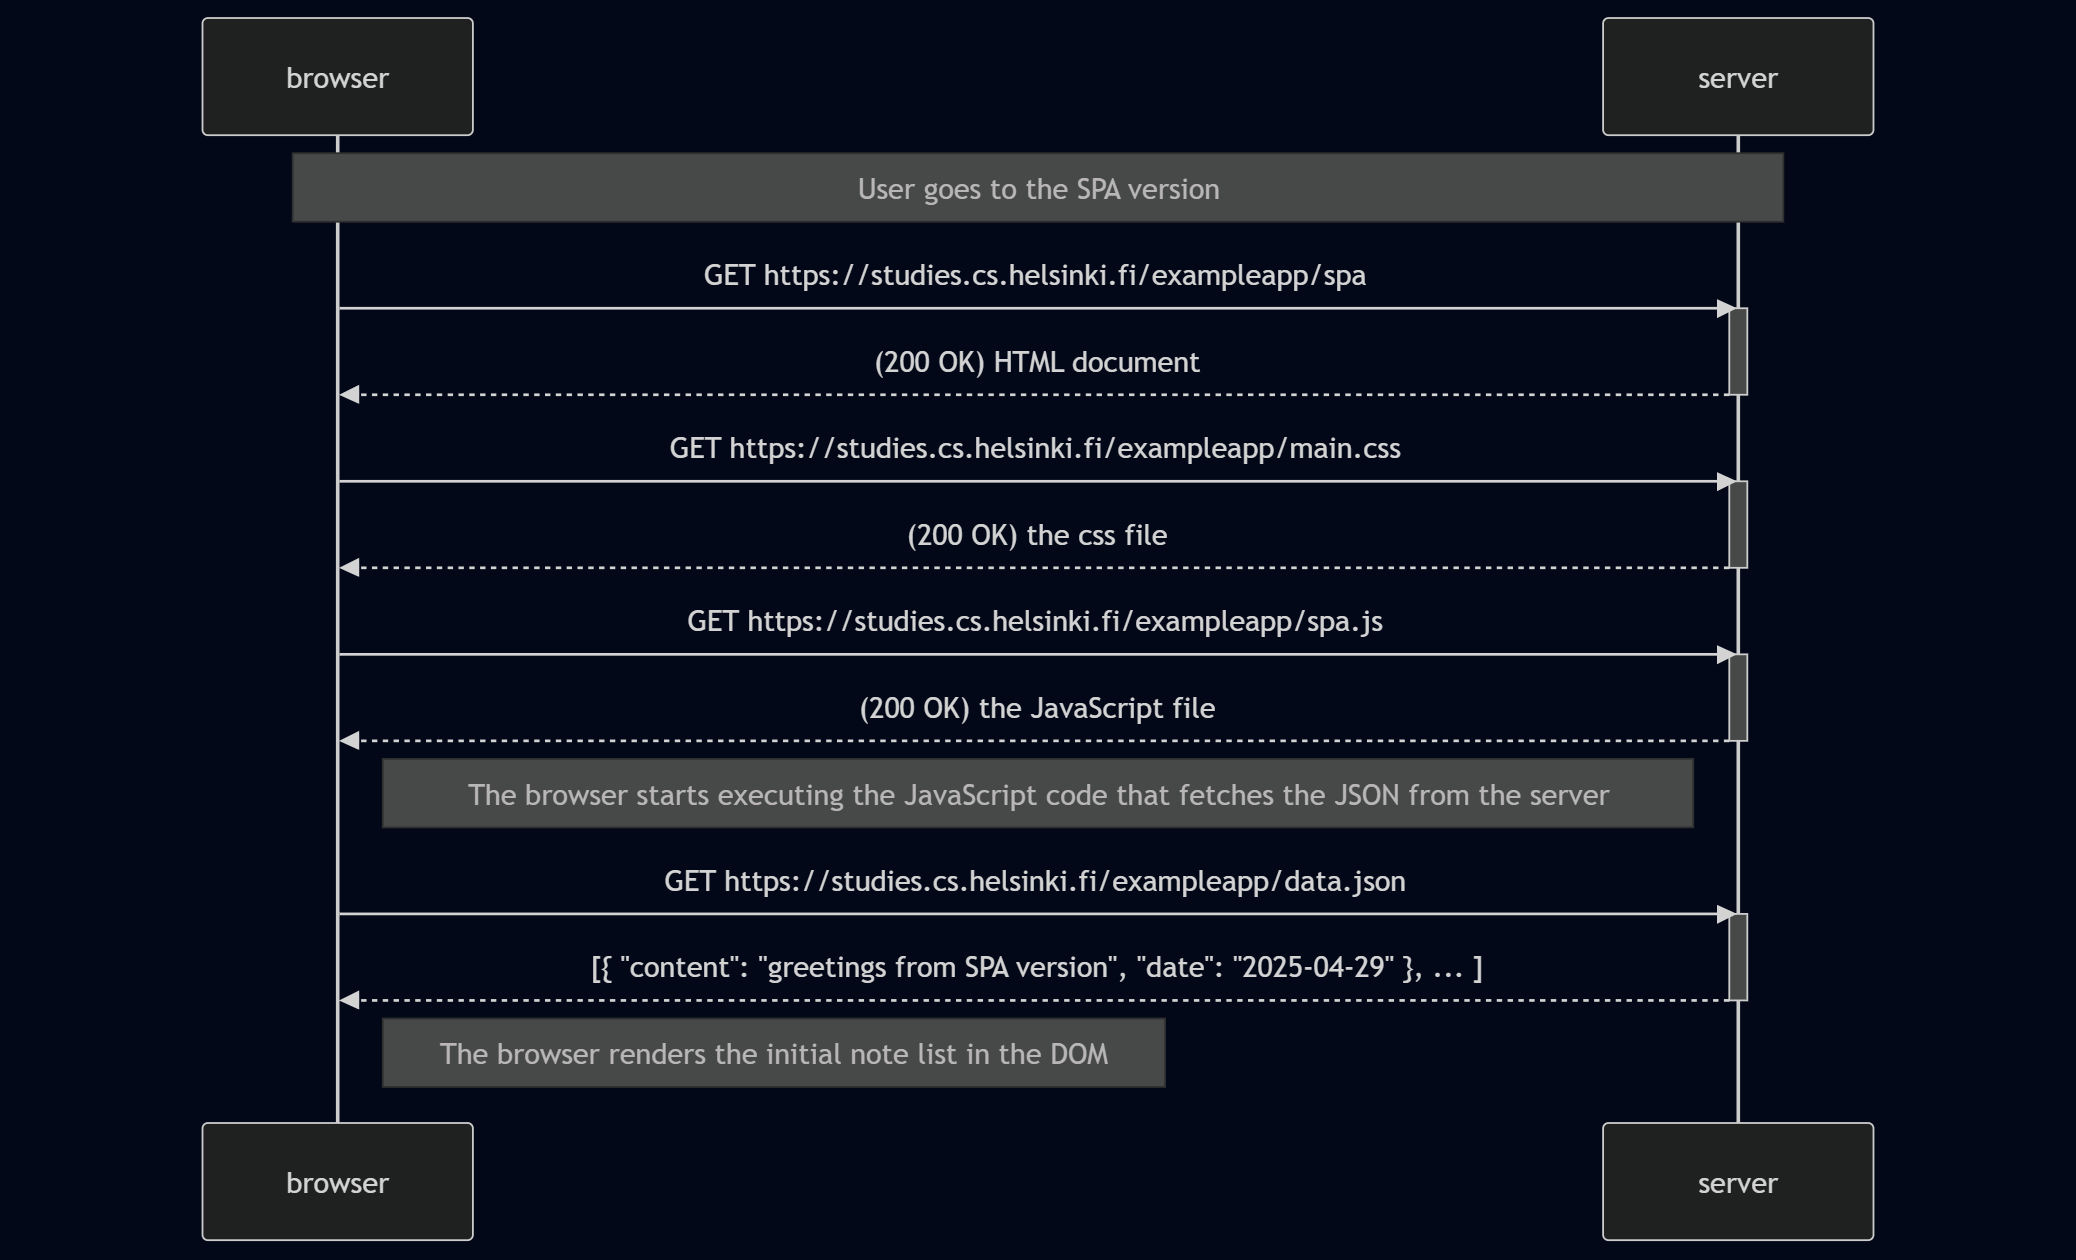 browser
server
User goes to the SPA version
GET https://studies.cs.helsinki.fi/exampleapp/spa
(200 OK) HTML document
GET https://studies.cs.helsinki.fi/exampleapp/main.css
(200 OK) the css file
GET https://studies.cs.helsinki.fi/exampleapp/spa.js
(200 OK) the JavaScript file
The browser starts executing the JavaScript code that fetches the JSON from the server
GET https://studies.cs.helsinki.fi/exampleapp/data.json
[{ "content": "greetings from SPA version", "date": "2025-04-29" }, ... ]
The browser renders the initial note list in the DOM
browser
server